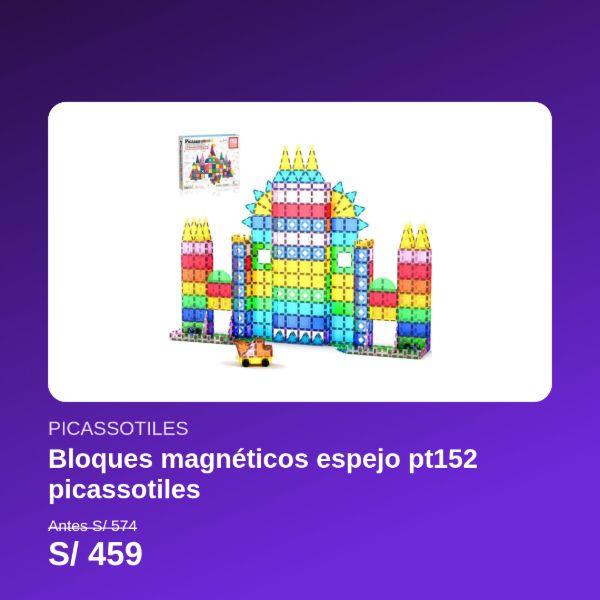 PICASSOTILES
Bloques magnéticos espejo pt152
picassotiles
Antes S/ 574
S/ 459